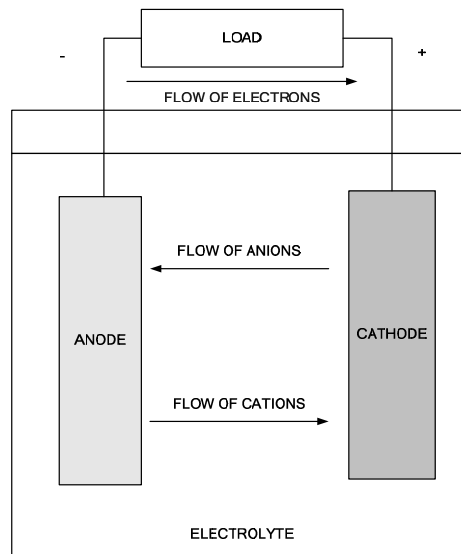 LOAD
-
+
FLOW OF ELECTRONS
FLOW OF ANIONS
ANODE
CATHODE
FLOW OF CATIONS
ELECTROLYTE